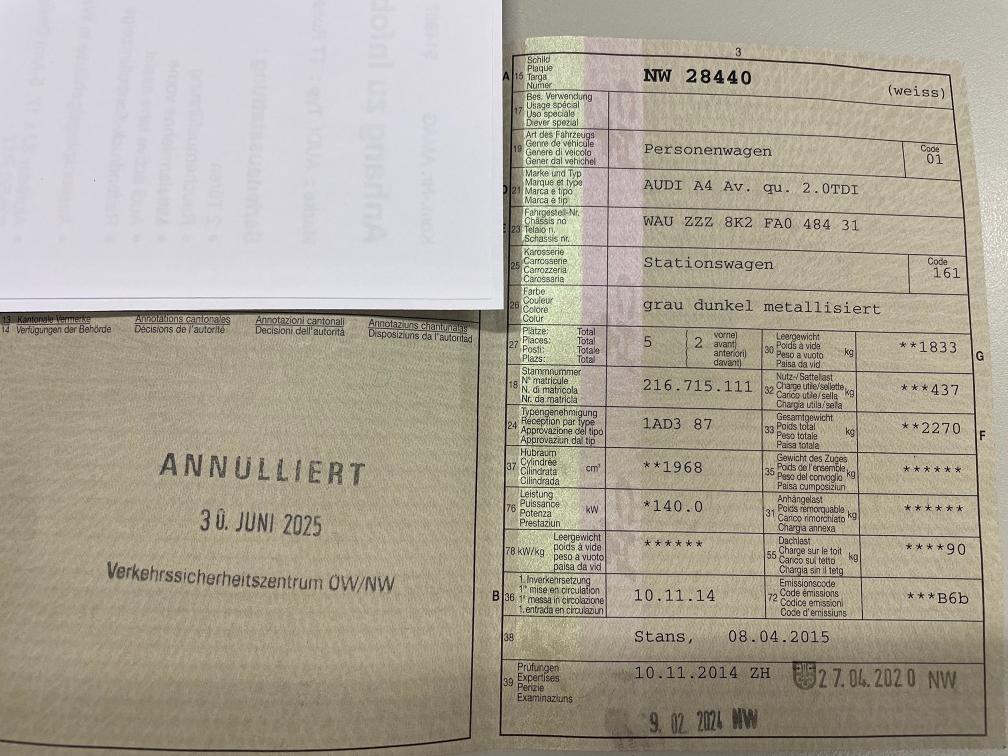 13 Kantonale Vermerke Annotations cantonales Annotazioni cantonali Annotaziuns chantunalas
14 Verfügungen der Behörde Décisions de l'autorité Decisioni dell'autorità Disposiziuns da l'autoritad
ANNULLIERT
30. JUNI 2025
Verkehrssicherheitszentrum OW/NW
3
A 15 Schild
Plaque
Targa
Numer
NW 28440
(weiss)
17 Bes. Verwendung
Usage spécial
Uso speciale
Diever spezial
19 Art des Fahrzeugs
Genre de véhicule
Genere di veicolo
Gener dal vehichel
Personenwagen
Code
01
D 21 Marke und Typ
Marque et type
Marca e tipo
Marca e tip
AUDI A4 Av. qu. 2.0TDI
E 23 Fahrgestell-Nr.
Châssis no
Telaio n.
Schassis nr.
WAU ZZZ 8K2 FA0 484 31
25 Karosserie
Carrosserie
Carrozzeria
Carossaria
Stationswagen
Code
161
26 Farbe
Couleur
Colore
Colur
grau dunkel metallisiert
27 Plätze: Total
Places: Total
Posti: Totale
Plazs: Total
5
2
vorne)
avant)
anteriori)
davant)
30 Leergewicht
Poids à vide
Peso a vuoto
Paisa da vid
kg
**1833
G
18 Stammnummer
N° matricule
N. di matricola
Nr. da matricla
216.715.111
32 Nutz-/Sattellast
Charge utile/sellette
Carico utile/sella
Chargia utila/sella
kg
***437
24 Typengenehmigung
Réception par type
Approvazione del tipo
Approvaziun dal tip
1AD3 87
33 Gesamtgewicht
Poids total
Peso totale
Paisa totala
kg
**2270
F
37 Hubraum
Cylindrée
Cilindrata
Cilindrada
cm³
**1968
35 Gewicht des Zuges
Poids de l'ensemble
Peso del convoglio
Paisa cumposiziun
kg
******
76 Leistung
Puissance
Potenza
Prestaziun
kW
*140.0
31 Anhängelast
Poids remorquable
Carico rimorchiato
Chargia annexa
kg
******
78 kW/kg
Leergewicht
poids à vide
peso a vuoto
paisa da vid
******
55 Dachlast
Charge sur le toit
Carico sul tetto
Chargia sin il tetg
kg
****90
B 36 1. Inverkehrsetzung
1re mise en circulation
1a messa in circolazione
1. entrada en circulaziun
10.11.14
72 Emissionscode
Code émissions
Codice emissioni
Code d'emissiuns
***B6b
38
Stans, 08.04.2015
39 Prüfungen
Expertises
Perizie
Examinaziuns
10.11.2014 ZH
27.04.2020 NW
9. 02. 2024 NW